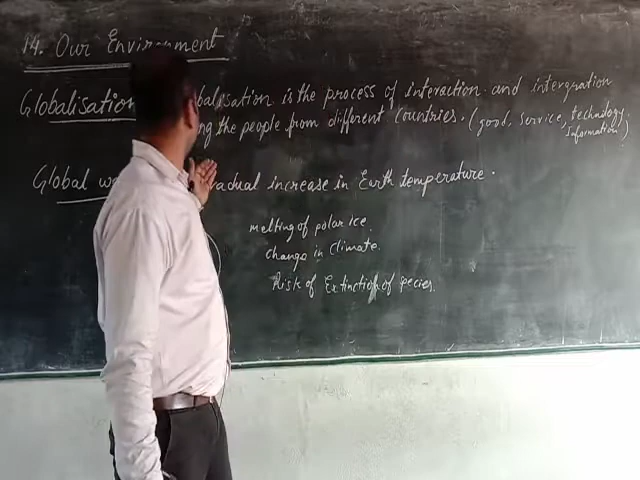 14. Our Environment
Globalisation balisation is the process of interaction and intergration
ng the people from different Countries. (good, service, technology,
Information)
Global w adual increase in Earth temperature.
melting of polar ice.
change in Climate.
Risk of Extinction of species.